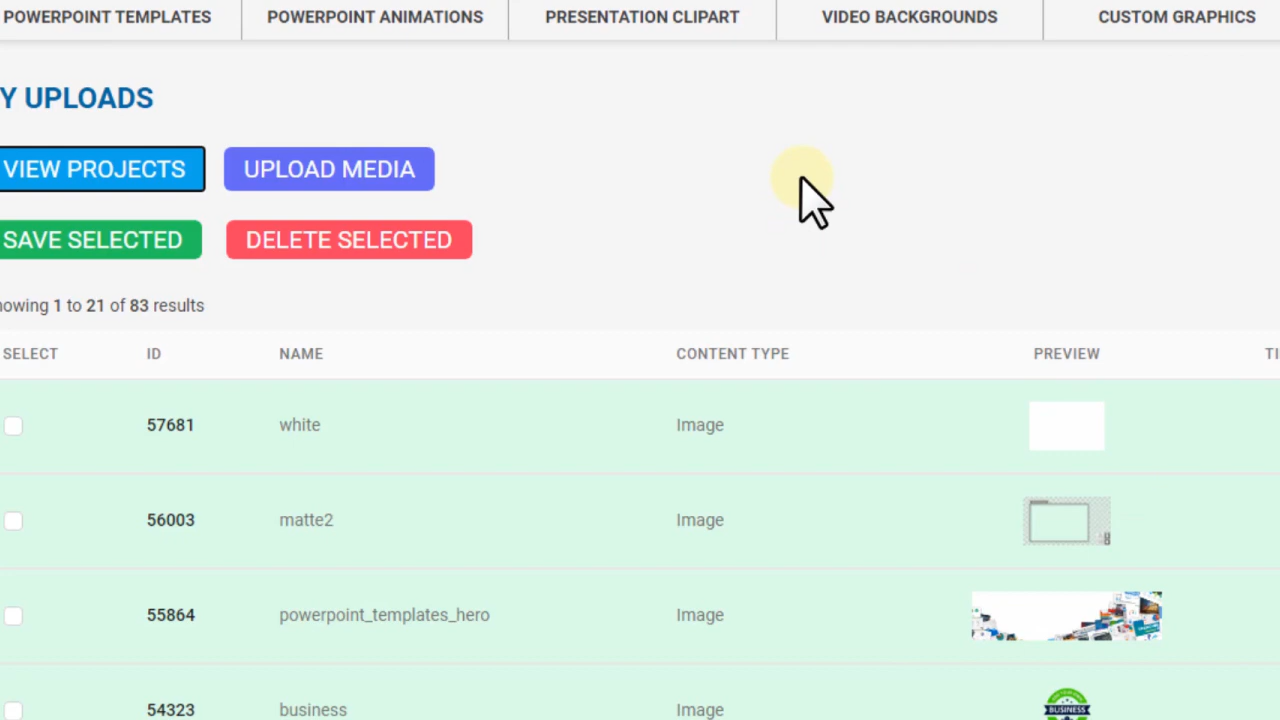 POWERPOINT TEMPLATES POWERPOINT ANIMATIONS PRESENTATION CLIPART VIDEO BACKGROUNDS CUSTOM GRAPHICS
Y UPLOADS
VIEW PROJECTS UPLOAD MEDIA
SAVE SELECTED DELETE SELECTED
howing 1 to 21 of 83 results
SELECT ID NAME CONTENT TYPE PREVIEW TI
57681 white Image
56003 matte2 Image
55864 powerpoint_templates_hero Image
54323 business Image BUSINESS